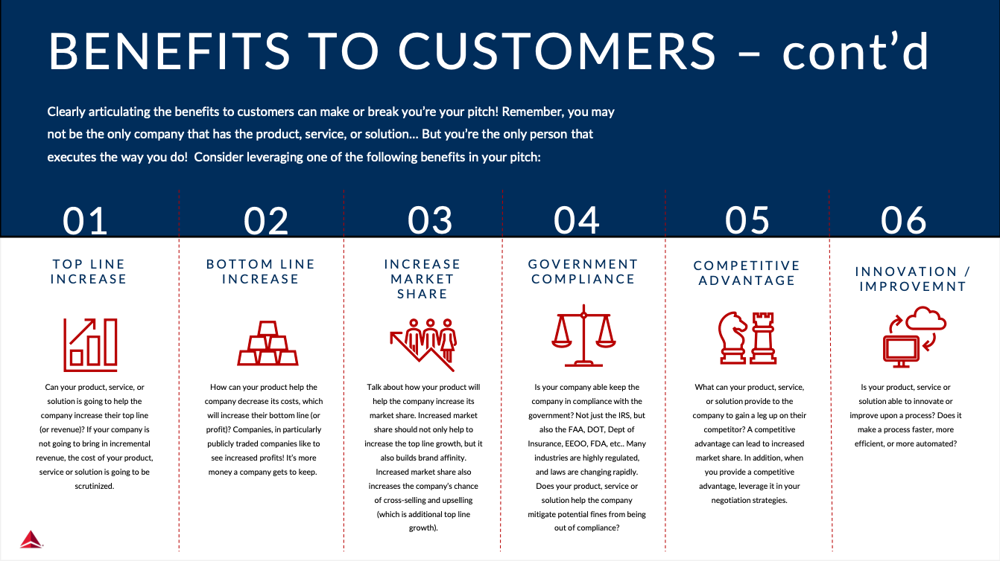 BENEFITS TO CUSTOMERS – cont’d
Clearly articulating the benefits to customers can make or break you’re your pitch! Remember, you may
not be the only company that has the product, service, or solution… But you’re the only person that
executes the way you do!  Consider leveraging one of the following benefits in your pitch:
01
TOP LINE
INCREASE
Can your product, service, or
solution is going to help the
company increase their top line
(or revenue)? If your company is
not going to bring in incremental
revenue, the cost of your product,
service or solution is going to be
scrutinized.
02
BOTTOM LINE
INCREASE
How can your product help the
company decrease its costs, which
will increase their bottom line (or
profit)? Companies, in particularly
publicly traded companies like to
see increased profits! It’s more
money a company gets to keep.
03
INCREASE
MARKET
SHARE
Talk about how your product will
help the company increase its
market share. Increased market
share should not only help to
increase the top line growth, but it
also builds brand affinity.
Increased market share also
increases the company’s chance
of cross-selling and upselling
(which is additional top line
growth).
04
GOVERNMENT
COMPLIANCE
Is your company able keep the
company in compliance with the
government? Not just the IRS, but
also the FAA, DOT, Dept of
Insurance, EEOO, FDA, etc.. Many
industries are highly regulated,
and laws are changing rapidly.
Does your product, service or
solution help the company
mitigate potential fines from being
out of compliance?
05
COMPETITIVE
ADVANTAGE
What can your product, service,
or solution provide to the
company to gain a leg up on their
competitor? A competitive
advantage can lead to increased
market share. In addition, when
you provide a competitive
advantage, leverage it in your
negotiation strategies.
06
INNOVATION /
IMPROVEMNT
Is your product, service or
solution able to innovate or
improve upon a process? Does it
make a process faster, more
efficient, or more automated?